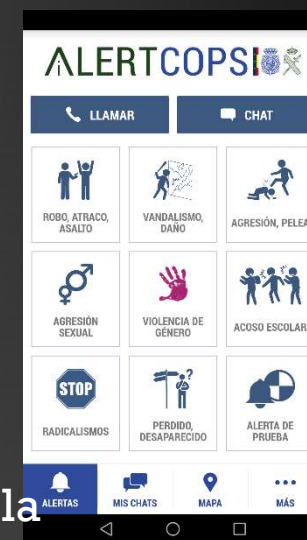 ALERTCOPS
LLAMAR
CHAT
ROBO, ATRACO,
ASALTO
VANDALISMO,
DAÑO
AGRESIÓN, PELEA
AGRESIÓN
SEXUAL
VIOLENCIA DE
GÉNERO
ACOSO ESCOLAR
STOP
RADICALISMOS
PERDIDO,
DESAPARECIDO
ALERTA DE
PRUEBA
la
ALERTAS
MIS CHATS
MAPA
MÁS